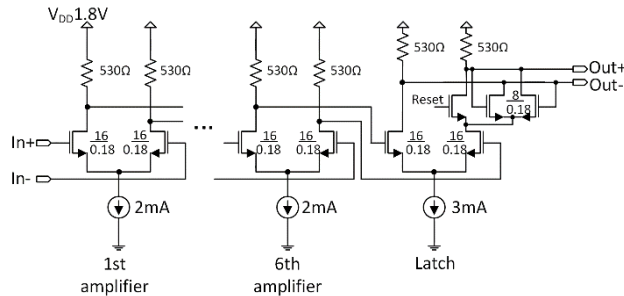 VDD1.8V
530Ω 530Ω 530Ω 530Ω 530Ω 530Ω
Out+
Out-
Reset
8
0.18
...
In+
16 16 16 16 16 16
0.18 0.18 0.18 0.18 0.18 0.18
In-
2mA 2mA 3mA
1st
amplifier
6th
amplifier
Latch